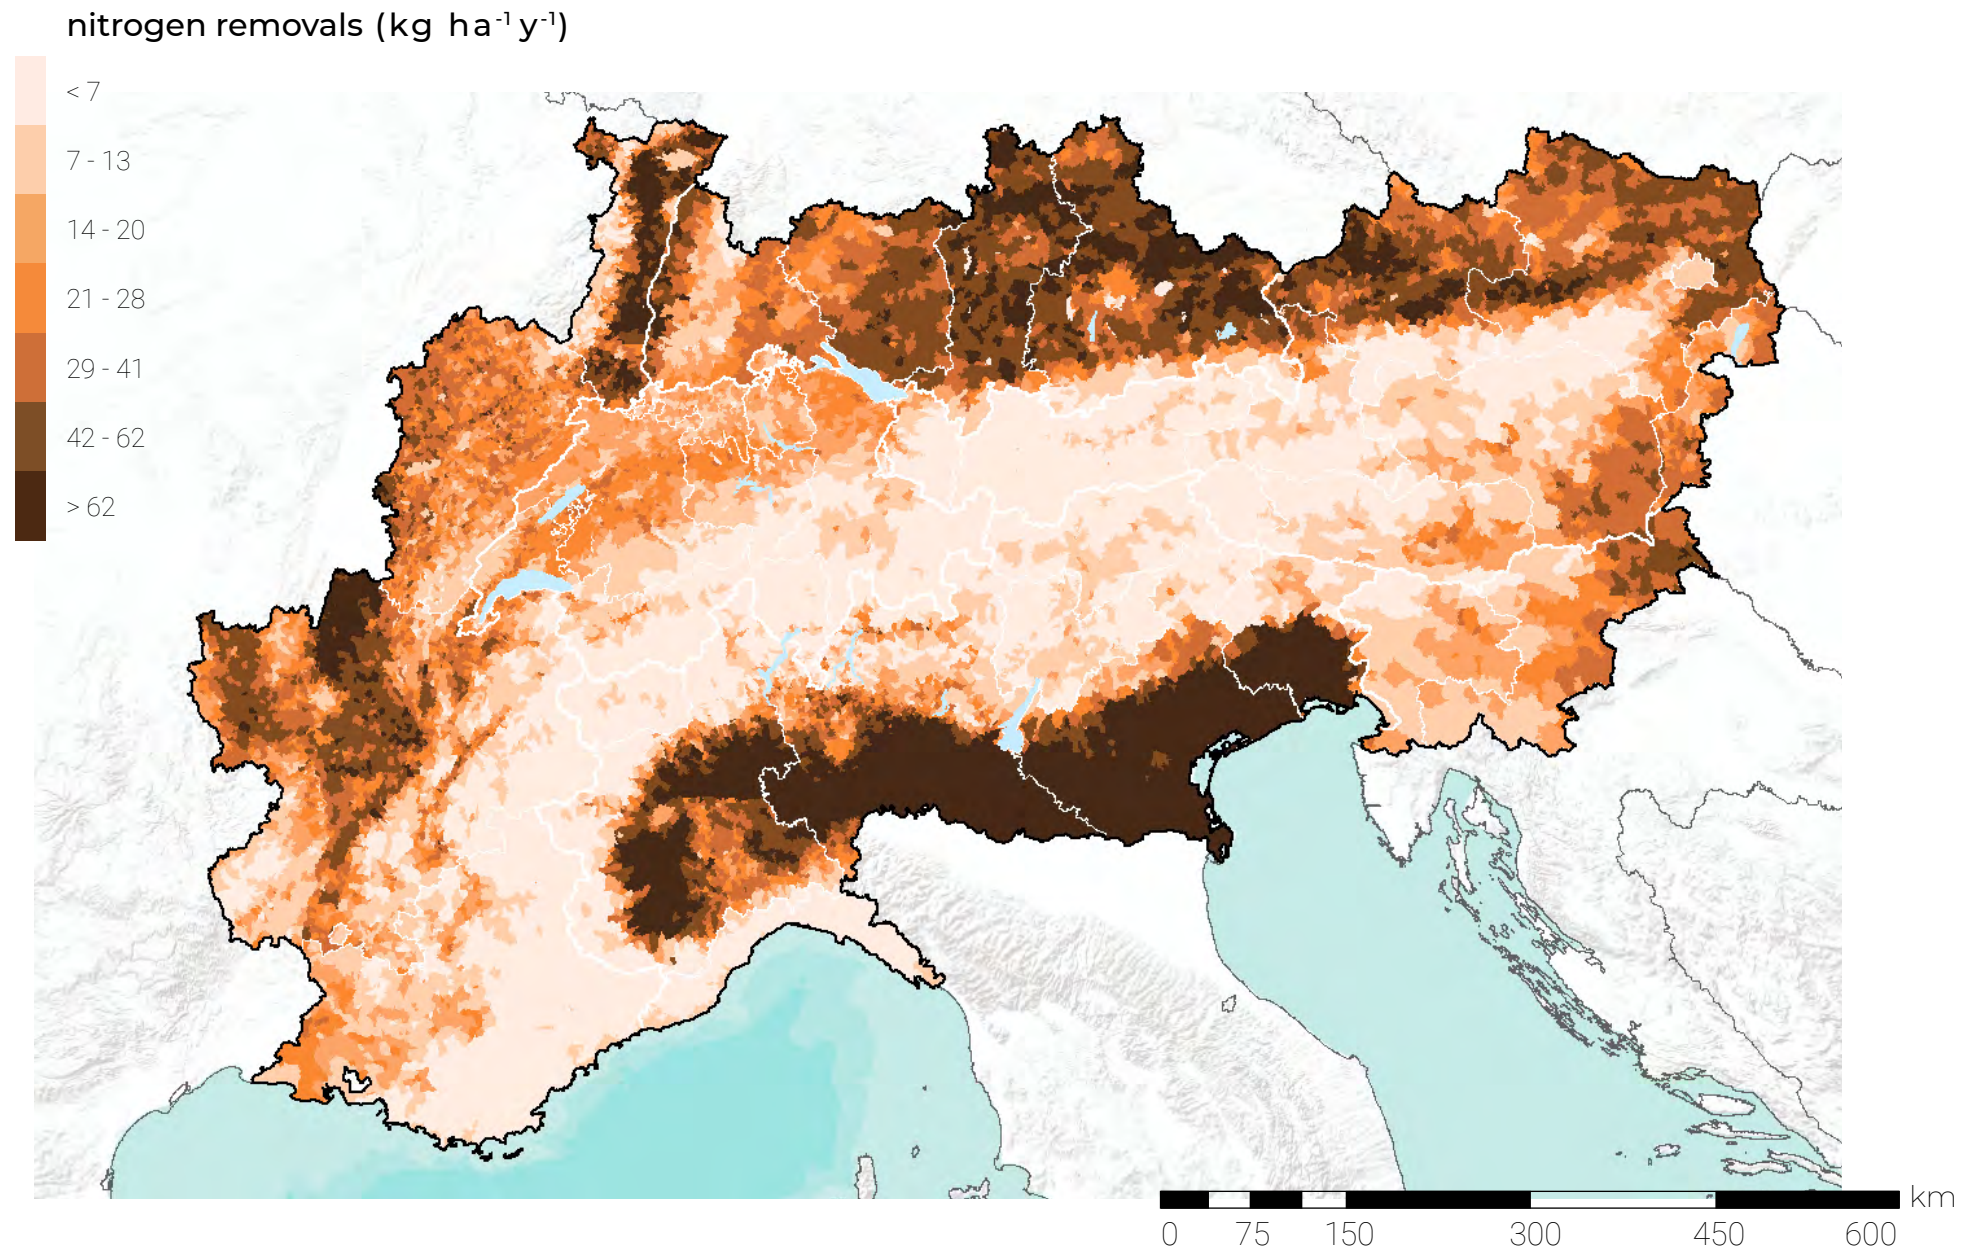 nitrogen removals (kg ha-1 y-1)
< 7
7 - 13
14 - 20
21 - 28
29 - 41
42 - 62
> 62
km
0 75 150 300 450 600